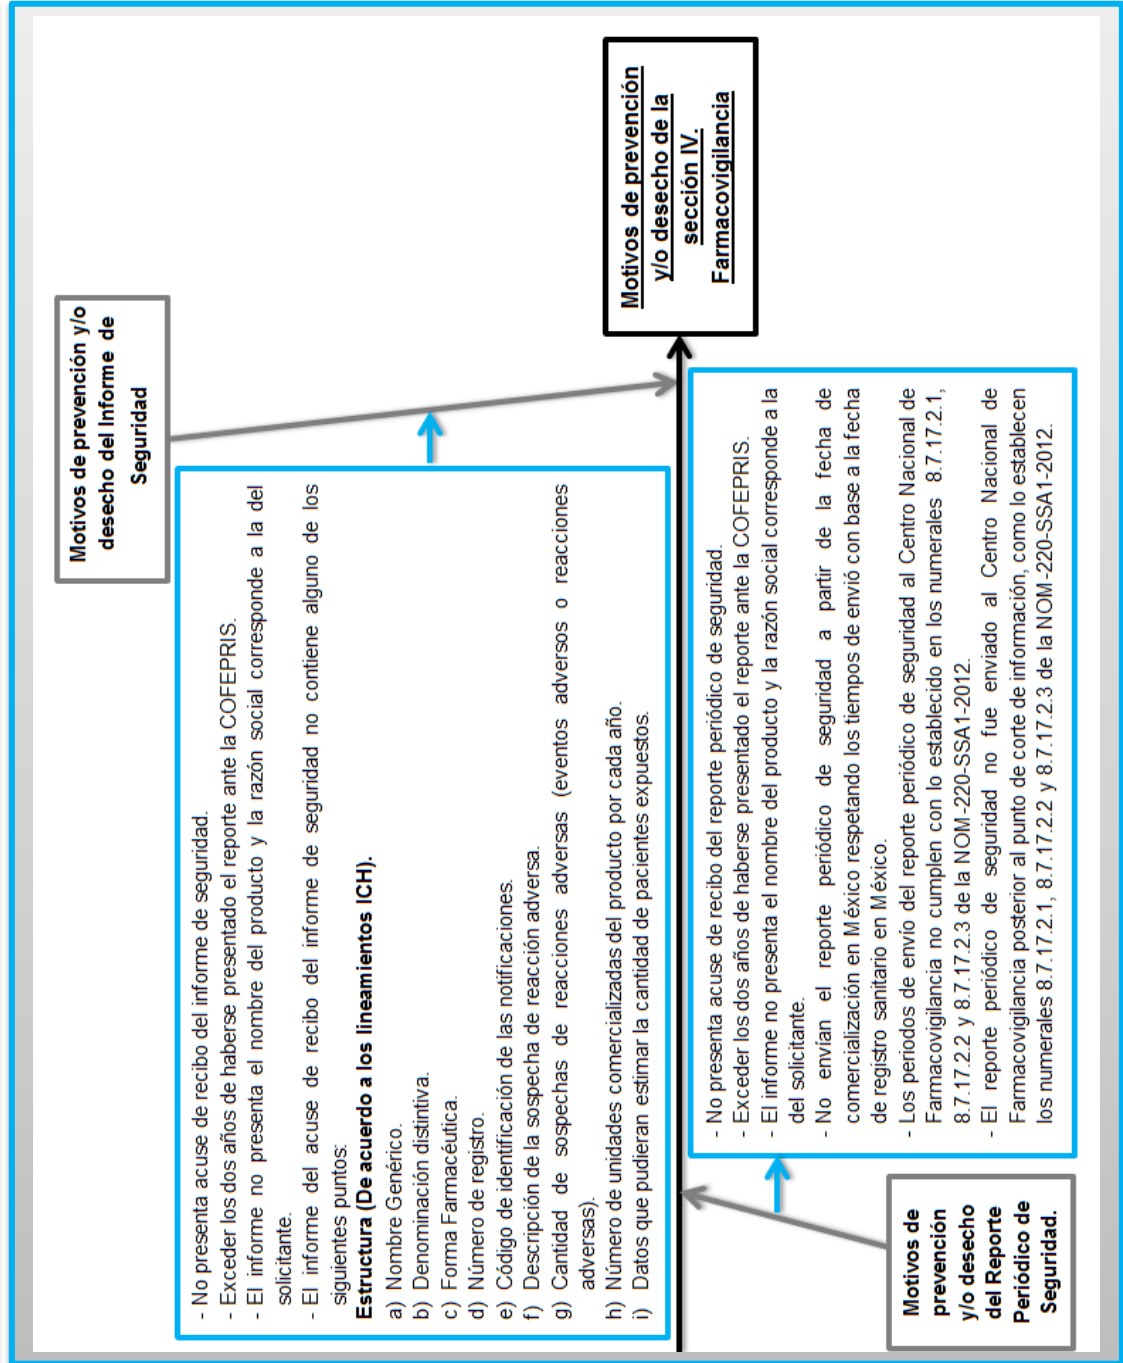 Motivos de prevención y/o
desecho del Informe de
Seguridad
- No presenta acuse de recibo del informe de seguridad.
- Exceder los dos años de haberse presentado el reporte ante la COFEPRIS.
- El informe no presenta el nombre del producto y la razón social corresponde a la del
solicitante.
- El informe del acuse de recibo del informe de seguridad no contiene alguno de los
siguientes puntos:
Estructura (De acuerdo a los lineamientos ICH).
a) Nombre Genérico.
b) Denominación distintiva.
c) Forma Farmacéutica.
d) Número de registro.
e) Código de identificación de las notificaciones.
f) Descripción de la sospecha de reacción adversa.
g) Cantidad de sospechas de reacciones adversas (eventos adversos o reacciones
adversas).
h) Número de unidades comercializadas del producto por cada año.
i) Datos que pudieran estimar la cantidad de pacientes expuestos.
Motivos de prevención
y/o desecho de la
sección IV.
Farmacovigilancia
Motivos de
prevención
y/o desecho
del Reporte
Periódico de
Seguridad.
- No presenta acuse de recibo del reporte periódico de seguridad.
- Exceder los dos años de haberse presentado el reporte ante la COFEPRIS.
- El informe no presenta el nombre del producto y la razón social corresponde a la
del solicitante.
- No envían el reporte periódico de seguridad a partir de la fecha de
comercialización en México respetando los tiempos de envió con base a la fecha
de registro sanitario en México.
- Los periodos de envío del reporte periódico de seguridad al Centro Nacional de
Farmacovigilancia no cumplen con lo establecido en los numerales 8.7.17.2.1,
8.7.17.2.2 y 8.7.17.2.3 de la NOM-220-SSA1-2012.
- El reporte periódico de seguridad no fue enviado al Centro Nacional de
Farmacovigilancia posterior al punto de corte de información, como lo establecen
los numerales 8.7.17.2.1, 8.7.17.2.2 y 8.7.17.2.3 de la NOM-220-SSA1-2012.